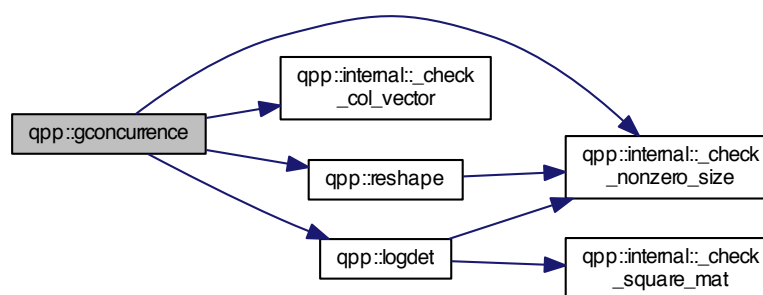 qpp::gconcurrence
qpp::internal::_check
_col_vector
qpp::reshape
qpp::logdet
qpp::internal::_check
_nonzero_size
qpp::internal::_check
_square_mat